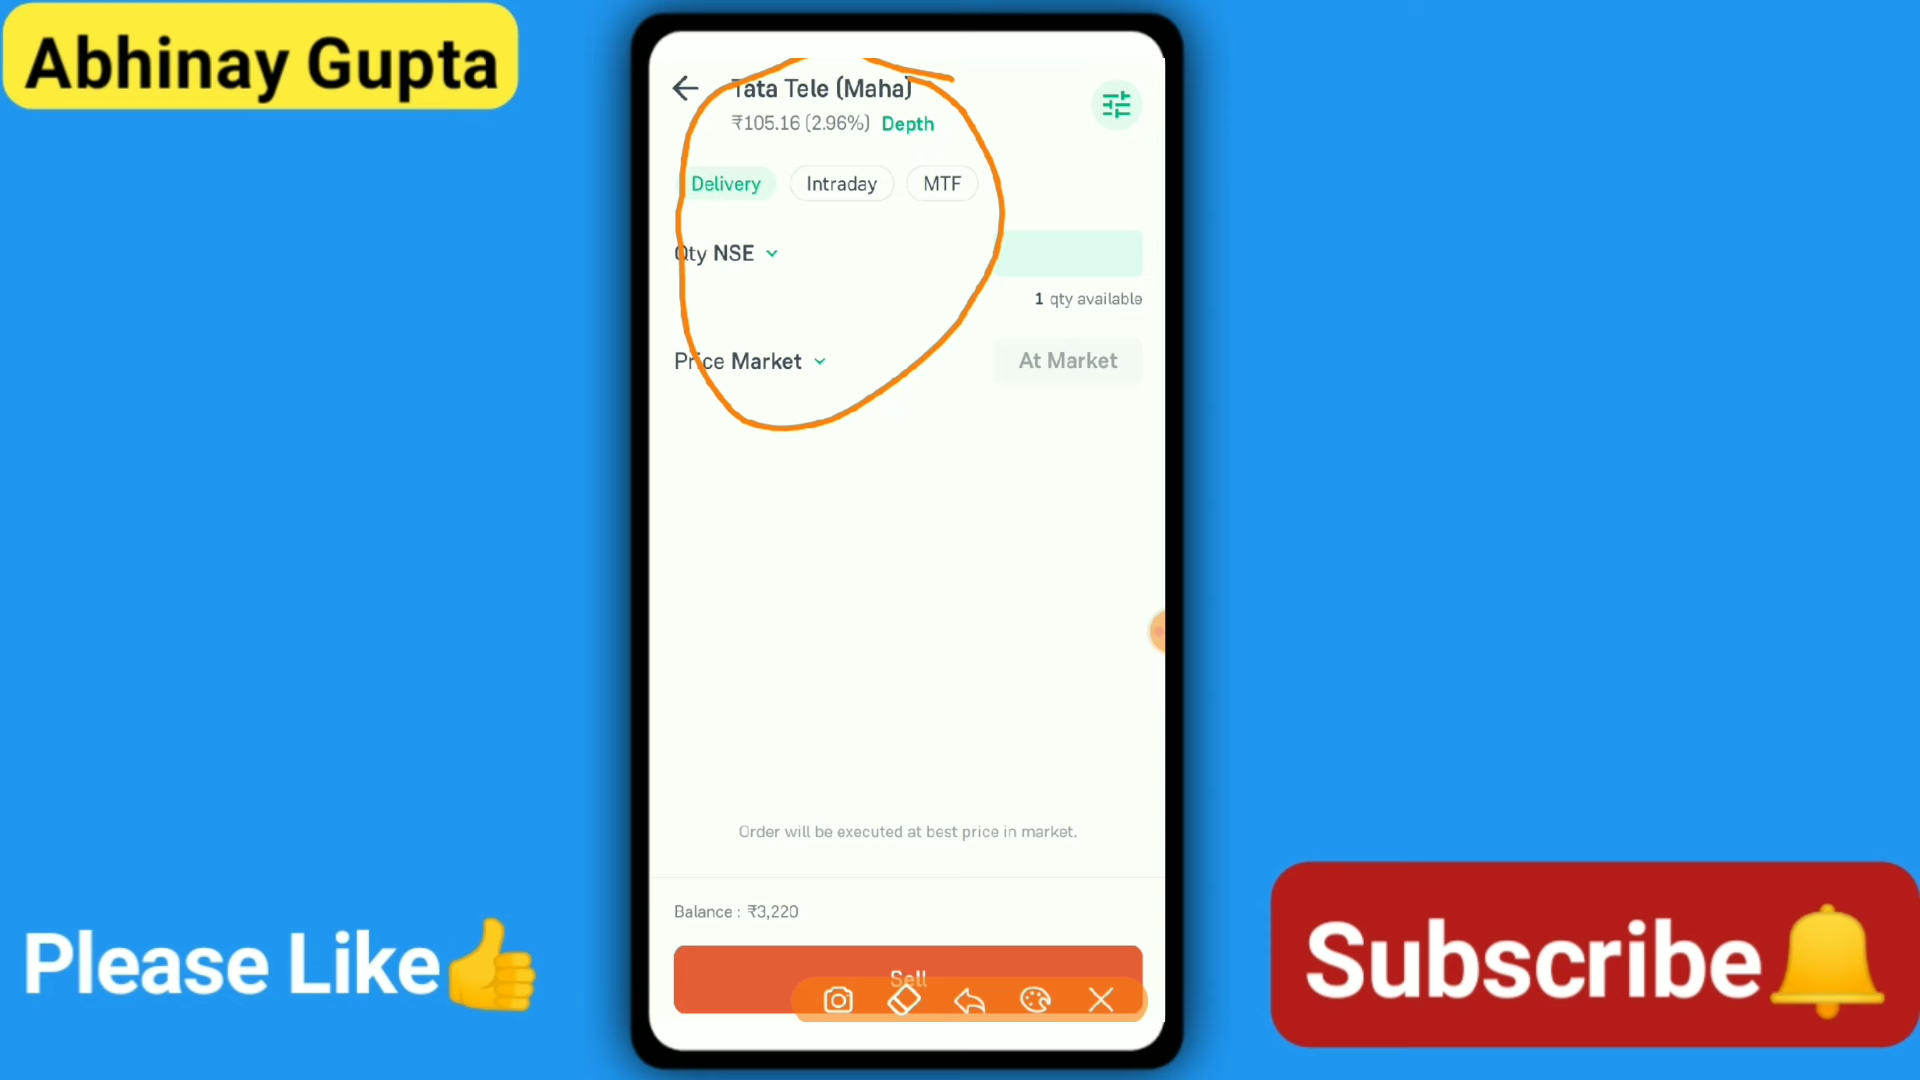 Abhinay Gupta
Tata Tele (Maha)
₹105.16 (2.96%) Depth
Delivery Intraday MTF
Qty NSE
1 qty available
Price Market At Market
Order will be executed at best price in market.
Balance : ₹3,220
Sell
Please Like
Subscribe